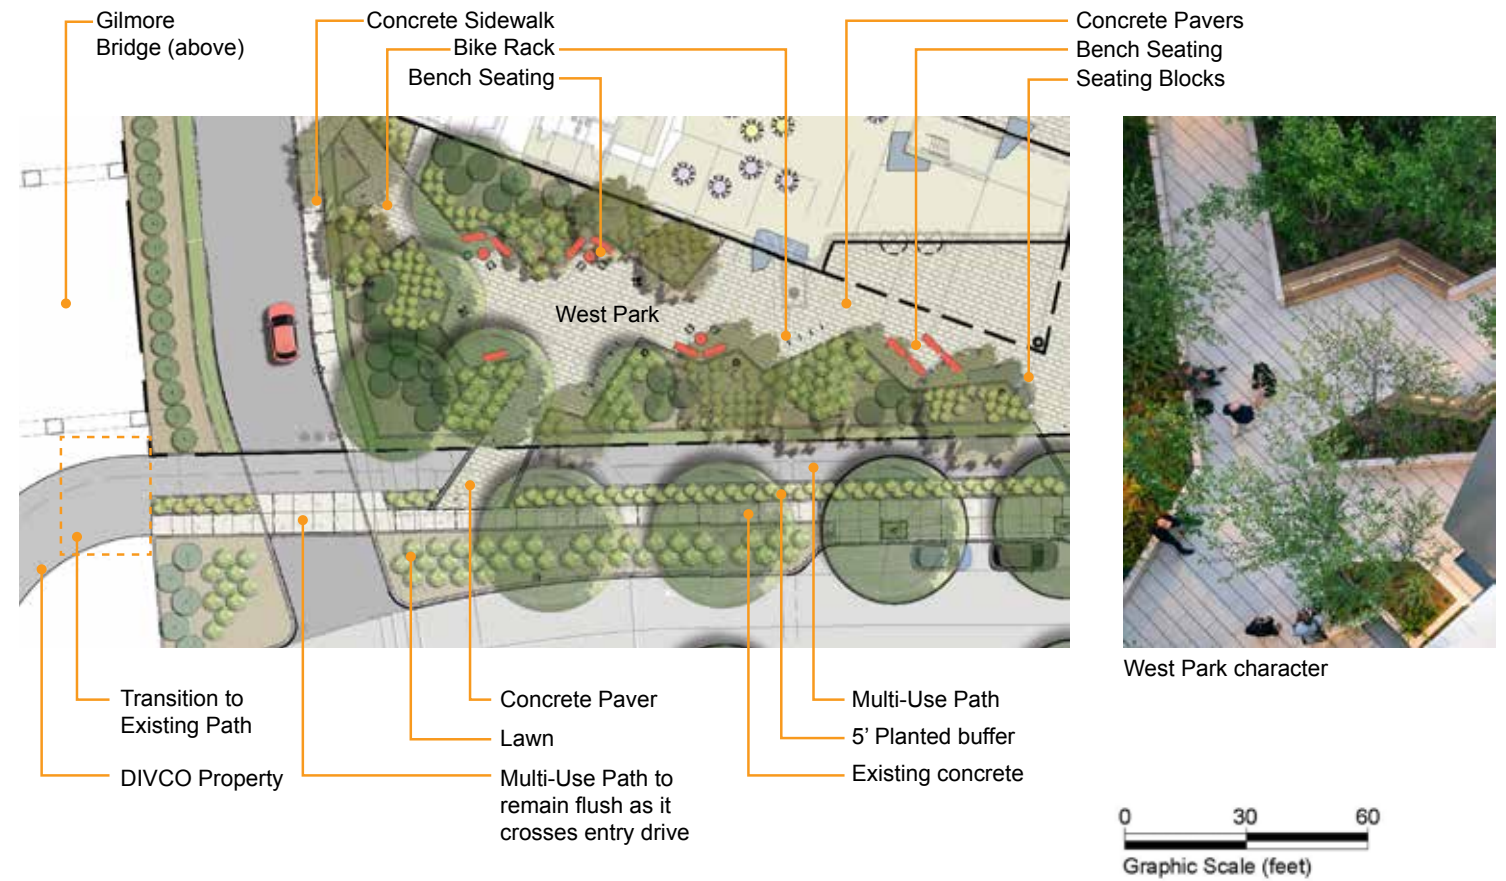 Gilmore
Bridge (above)
Concrete Sidewalk
Bike Rack
Bench Seating
Concrete Pavers
Bench Seating
Seating Blocks
West Park
West Park character
Transition to
Existing Path
DIVCO Property
Concrete Paver
Lawn
Multi-Use Path to
remain flush as it
crosses entry drive
Multi-Use Path
5’ Planted buffer
Existing concrete
0 30 60
Graphic Scale (feet)